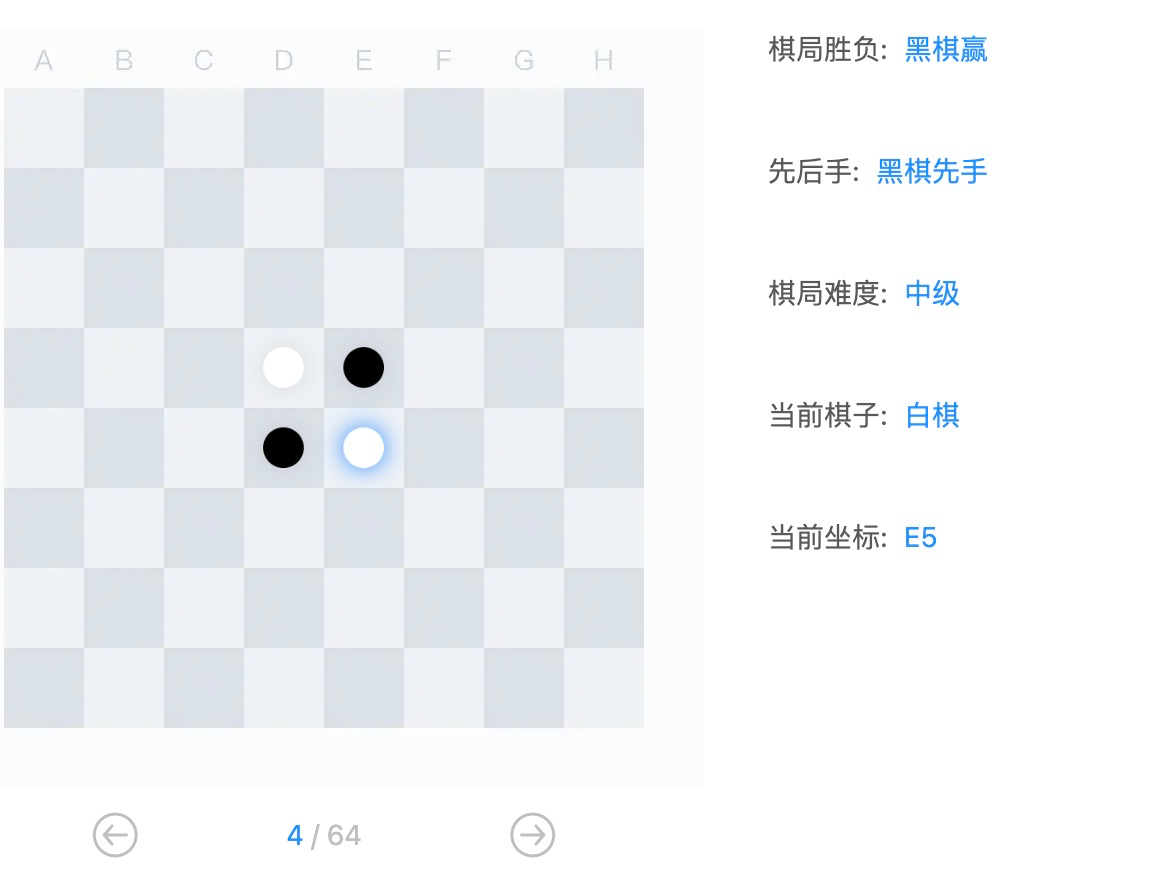 A B C D E F G H
棋局胜负: 黑棋赢
先后手: 黑棋先手
棋局难度: 中级
当前棋子: 白棋
当前坐标: E5
4 / 64